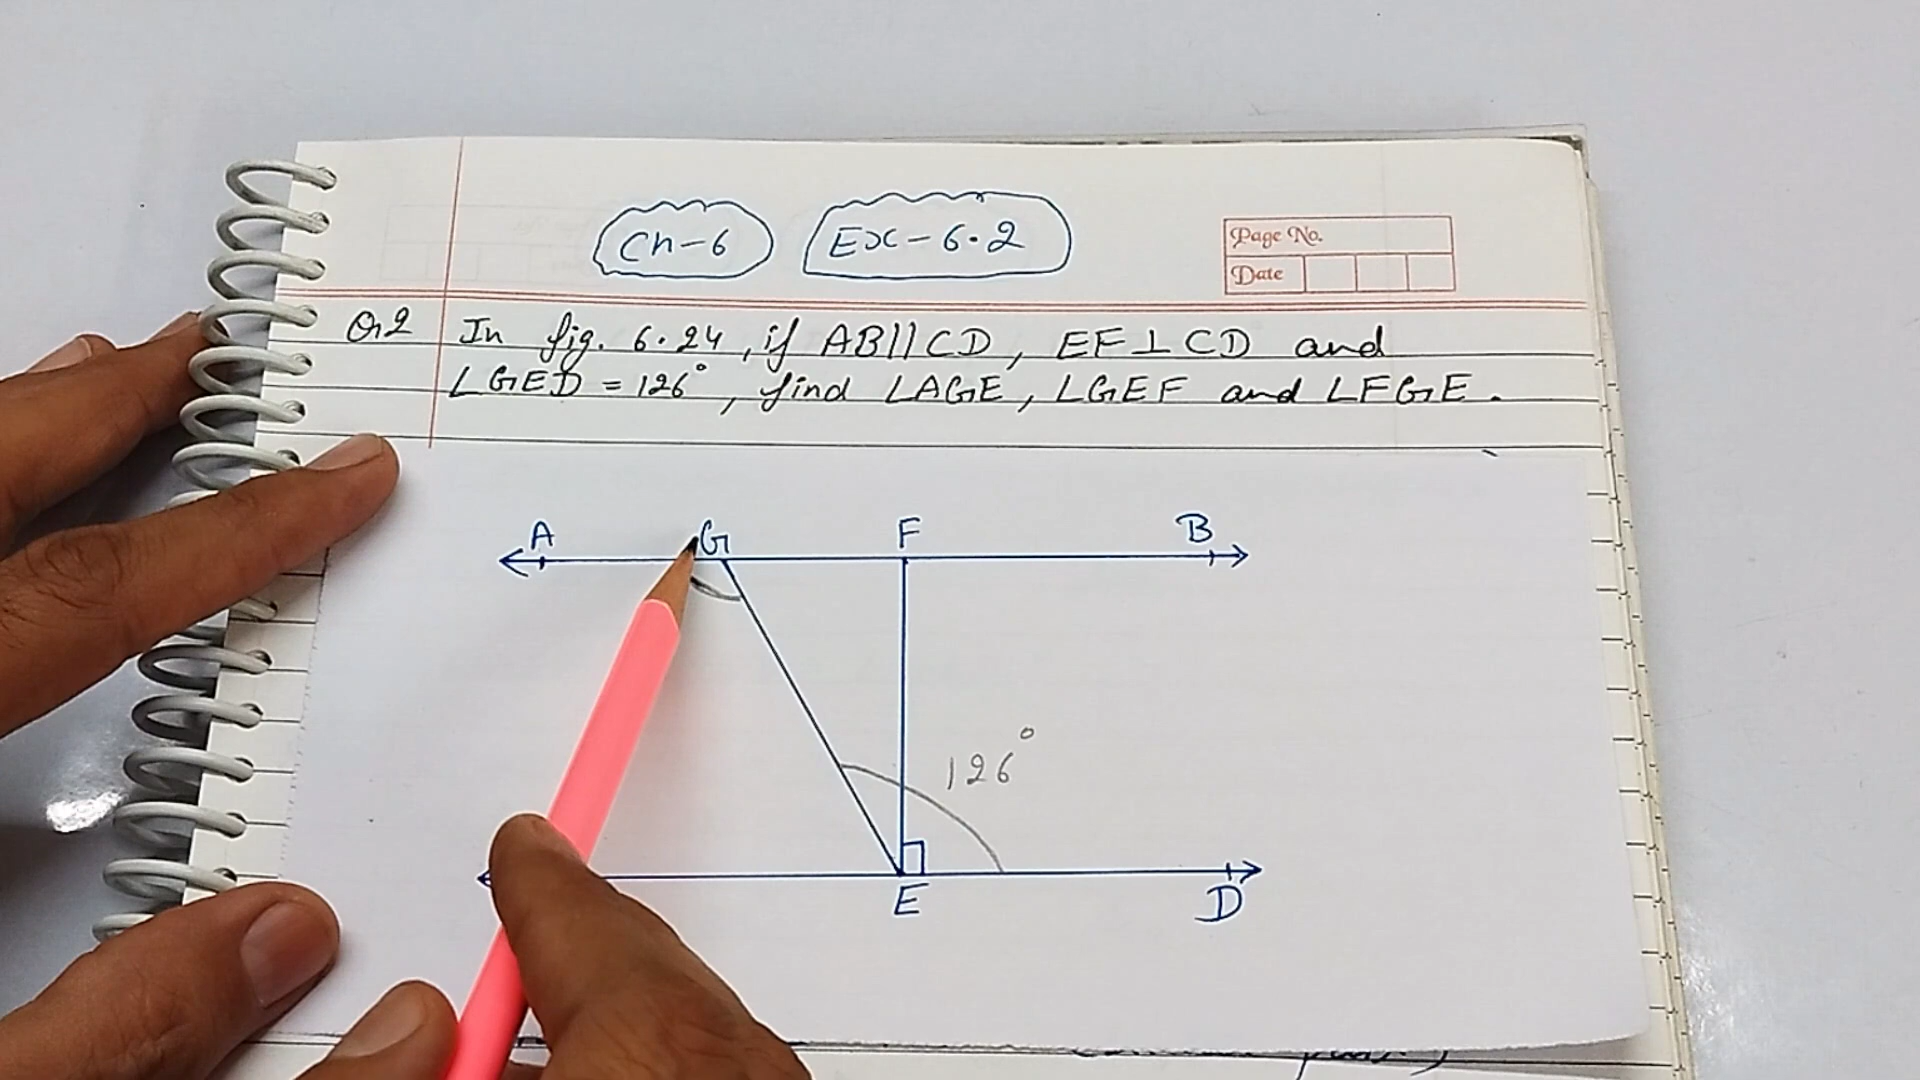 Ch-6 Ex-6.2
Page No.
Date
Q2 In fig. 6.24, if AB||CD, EF⊥CD and
∠GED = 126°, find ∠AGE, ∠GEF and ∠FGE.
A G F B
126°
E D